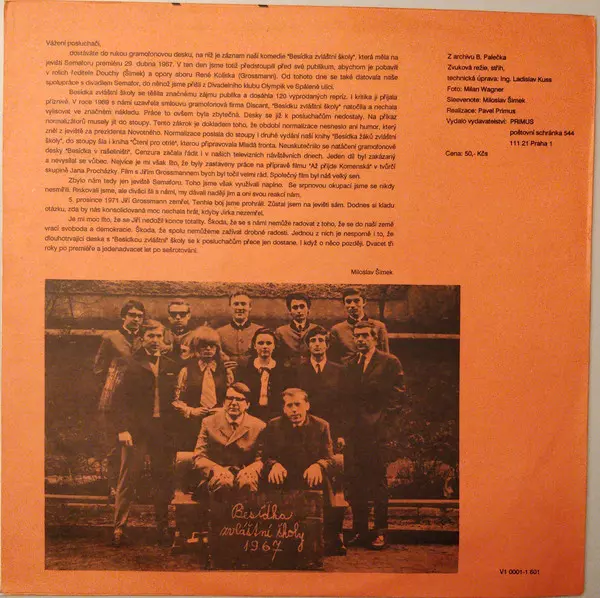 Vážení posluchači,
dostáváte do rukou gramofonovou desku, na níž je záznam naší komedie "Besídka zvláštní školy", která měla na
jevišti Semaforu premiéru 29. dubna 1967. V ten den jsme totiž předstoupili před své publikum, abychom je pobavili
v rolích ředitele Douchy (Šimek) a opory sboru René Košíska (Grossmann). Od tohoto dne se také datovala naše
spolupráce s divadlem Semafor, do něhož jsme přišli z Divadelního klubu Olympik ve Spálené ulici.
Besídka zvláštní školy se těšila značnému zájmu publika a dosáhla 120 vyprodaných repríz. I kritika ji přijala
příznivě. V roce 1969 s námi uzavřela smlouvu gramofonová firma Discant, "Besídku zvláštní školy" natočila a nechala
vylisovat ve značném nákladu. Práce to ovšem byla zbytečná. Desky se již k posluchačům nedostaly. Na příkaz
normalizátorů musely jít do stoupy. Tento zákrok je dokladem toho, že období normalizace nesneslo ani humor, který
zněl z jeviště za prezidenta Novotného. Normalizace poslala do stoupy i druhé vydání naší knihy "Besídka žáků zvláštní
školy", do stoupy šla i kniha "Čtení pro otrlé", kterou připravovala Mladá fronta. Neuskutečnilo se natáčení gramofonové
desky "Besídka v rašeliništi". Cenzura začala řádit i v našich televizních návštěvních dnech. Jeden díl byl zakázaný
a nevysílal se vůbec. Nejvíce je mi však líto, že byly zastaveny práce na přípravě filmu "Až přijde Komenská" v tvůrčí
skupině Jana Procházky. Film s Jiřím Grossmannem bych byl točil velmi rád. Společný film byl náš velký sen.
Zbylo nám tedy jen jeviště Semaforu. Toho jsme však využívali naplno. Se srpnovou okupací jsme se nikdy
nesmířili. Riskovali jsme, ale diváci šli s námi, my dávali naději jim a oni svou reakcí nám.
5. prosince 1971 Jiří Grossmann zemřel. Tenhle boj jsme prohráli. Zůstal jsem na jevišti sám. Dodnes si kladu
otázku, zda by nás konsolidovaná moc nechala hrát, kdyby Jirka nezemřel.
Je mi moc líto, že se Jiří nedožil konce totality. Škoda, že se s námi nemůže radovat z toho, že se do naší země
vrací svoboda a demokracie. Škoda, že spolu nemůžeme zažívat drobné radosti. Jednou z nich je nesporně i to, že
dlouhotrvající deska s "Besídkou zvláštní" školy se k posluchačům přece jen dostane. I když o něco později. Dvacet tři
roky po premiéře a jedenadvacet let po sešrotování.
Miloslav Šimek
Z archivu B. Palečka
Zvuková režie, střih,
technická úprava: Ing. Ladislav Kuss
Foto: Milan Wagner
Sleevenote: Miloslav Šimek
Realizace: Pavel Primus
Vydalo vydavatelství: PRIMUS
poštovní schránka 544
111 21 Praha 1
Cena: 50,- Kčs
Besídka
zvláštní školy
1967
V1 0001-1 601